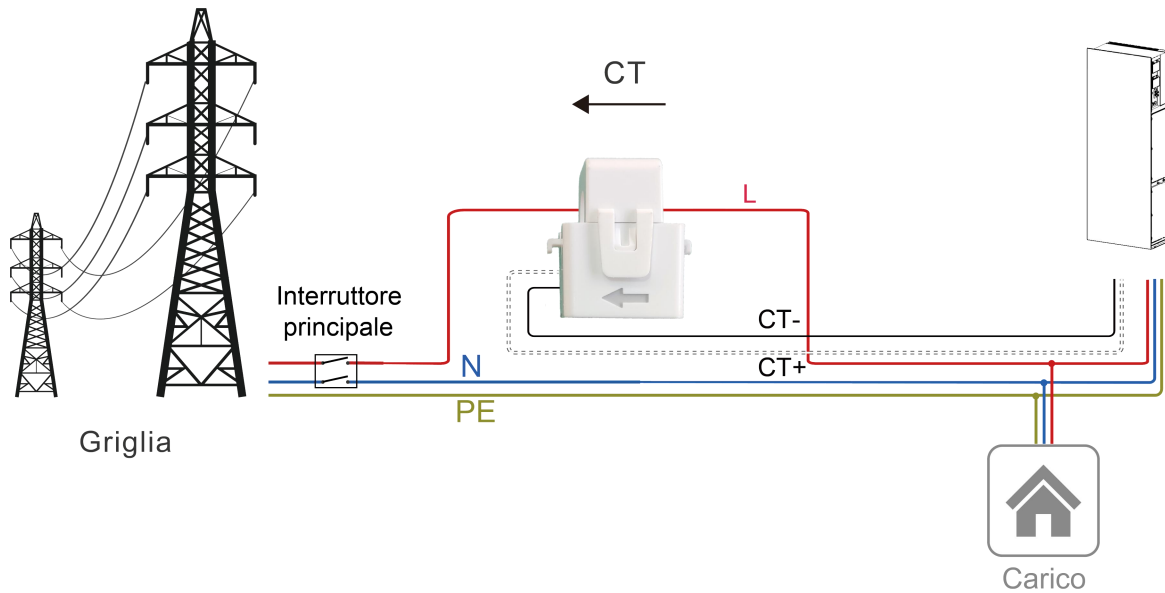 CT
L
Interruttore
principale
CT-
N
CT+
PE
Griglia
Carico